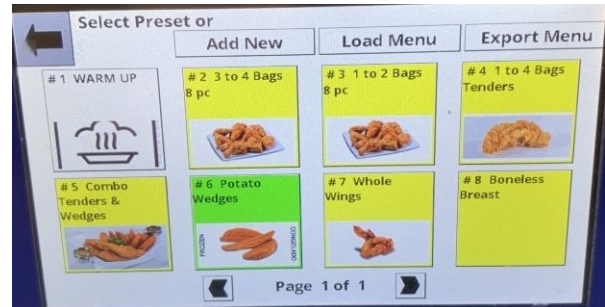 Select Preset or
Add New
Load Menu
Export Menu
#1 WARM UP
#2 3 to 4 Bags
8 pc
#3 1 to 2 Bags
8 pc
#4 1 to 4 Bags
Tenders
#5 Combo
Tenders &
Wedges
#6 Potato
Wedges
FROZEN
CONGELADO
#7 Whole
Wings
#8 Boneless
Breast
Page 1 of 1